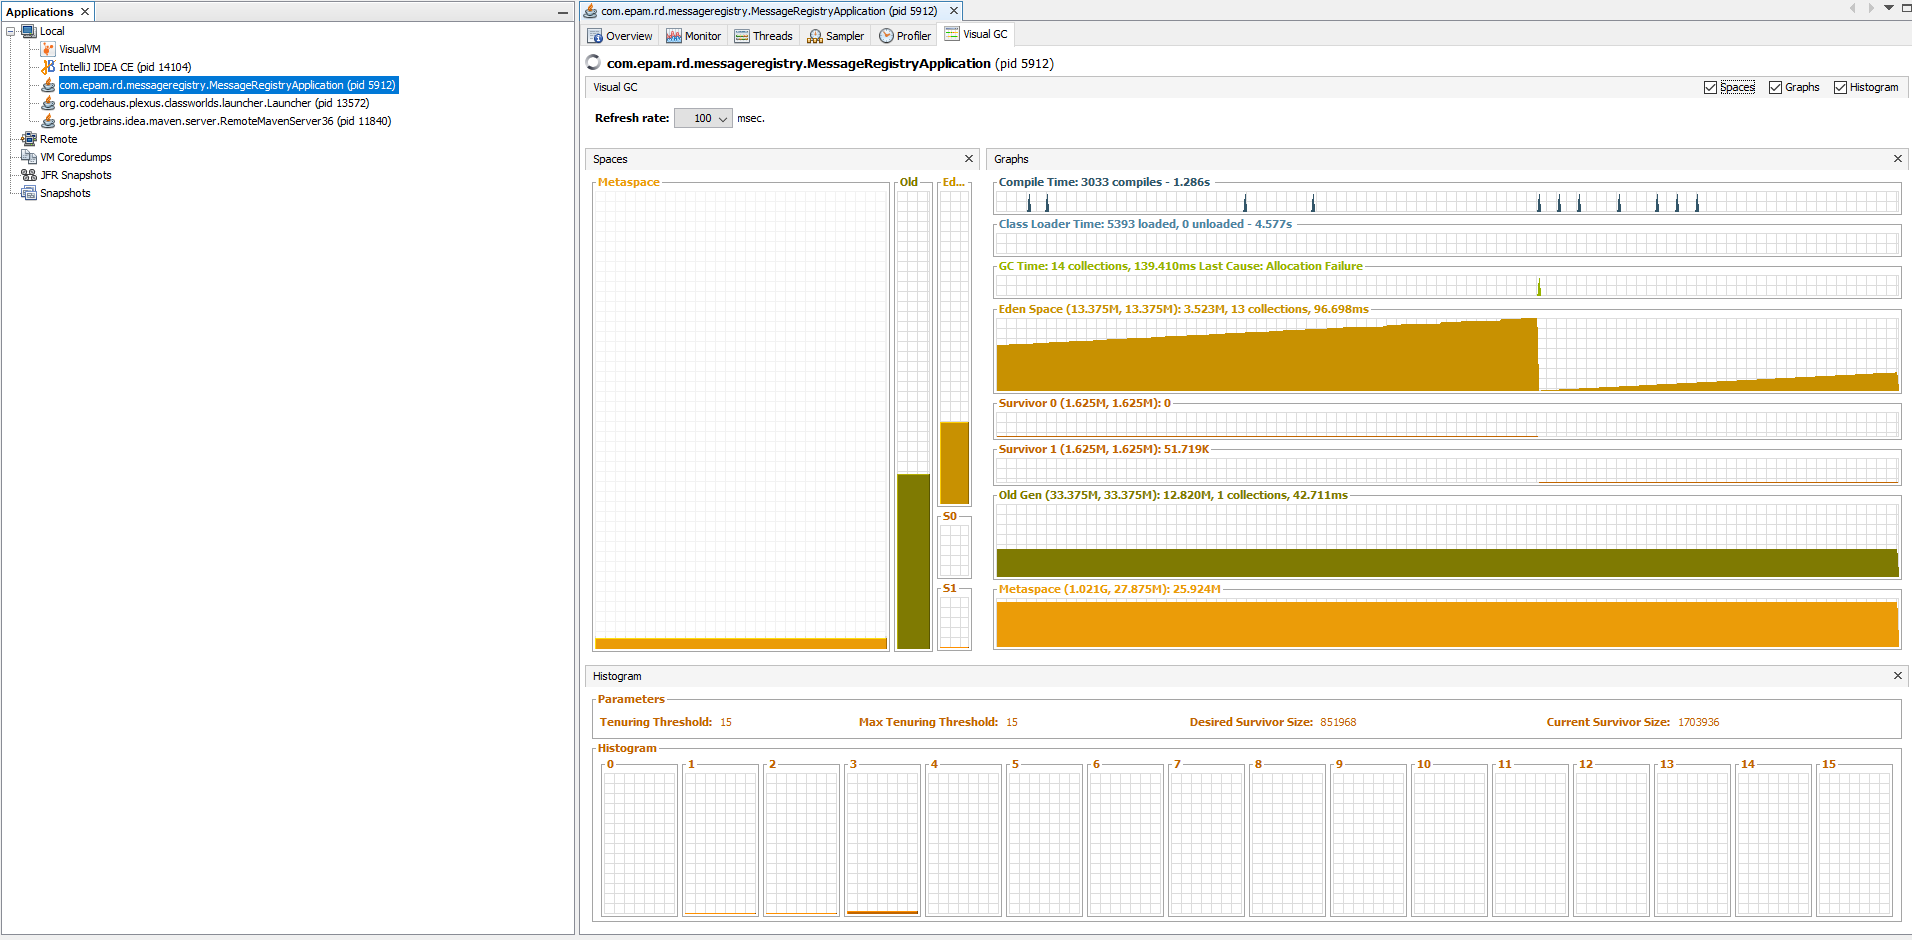 Applications
Local
VisualVM
IntelliJ IDEA CE (pid 14104)
com.epam.rd.messageregistry.MessageRegistryApplication (pid 5912)
org.codehaus.plexus.classworlds.launcher.Launcher (pid 13572)
org.jetbrains.idea.maven.server.RemoteMavenServer36 (pid 11840)
Remote
VM Coredumps
JFR Snapshots
Snapshots
com.epam.rd.messageregistry.MessageRegistryApplication (pid 5912)
Overview Monitor Threads Sampler Profiler Visual GC
com.epam.rd.messageregistry.MessageRegistryApplication (pid 5912)
Visual GC Spaces Graphs Histogram
Refresh rate: 100 msec.
Spaces
Metaspace Old Ed...
S0
S1
Graphs
Compile Time: 3033 compiles - 1.286s
Class Loader Time: 5393 loaded, 0 unloaded - 4.577s
GC Time: 14 collections, 139.410ms Last Cause: Allocation Failure
Eden Space (13.375M, 13.375M): 3.523M, 13 collections, 96.698ms
Survivor 0 (1.625M, 1.625M): 0
Survivor 1 (1.625M, 1.625M): 51.719K
Old Gen (33.375M, 33.375M): 12.820M, 1 collections, 42.711ms
Metaspace (1.021G, 27.875M): 25.924M
Histogram
Parameters
Tenuring Threshold: 15 Max Tenuring Threshold: 15 Desired Survivor Size: 851968 Current Survivor Size: 1703936
Histogram
0 1 2 3 4 5 6 7 8 9 10 11 12 13 14 15